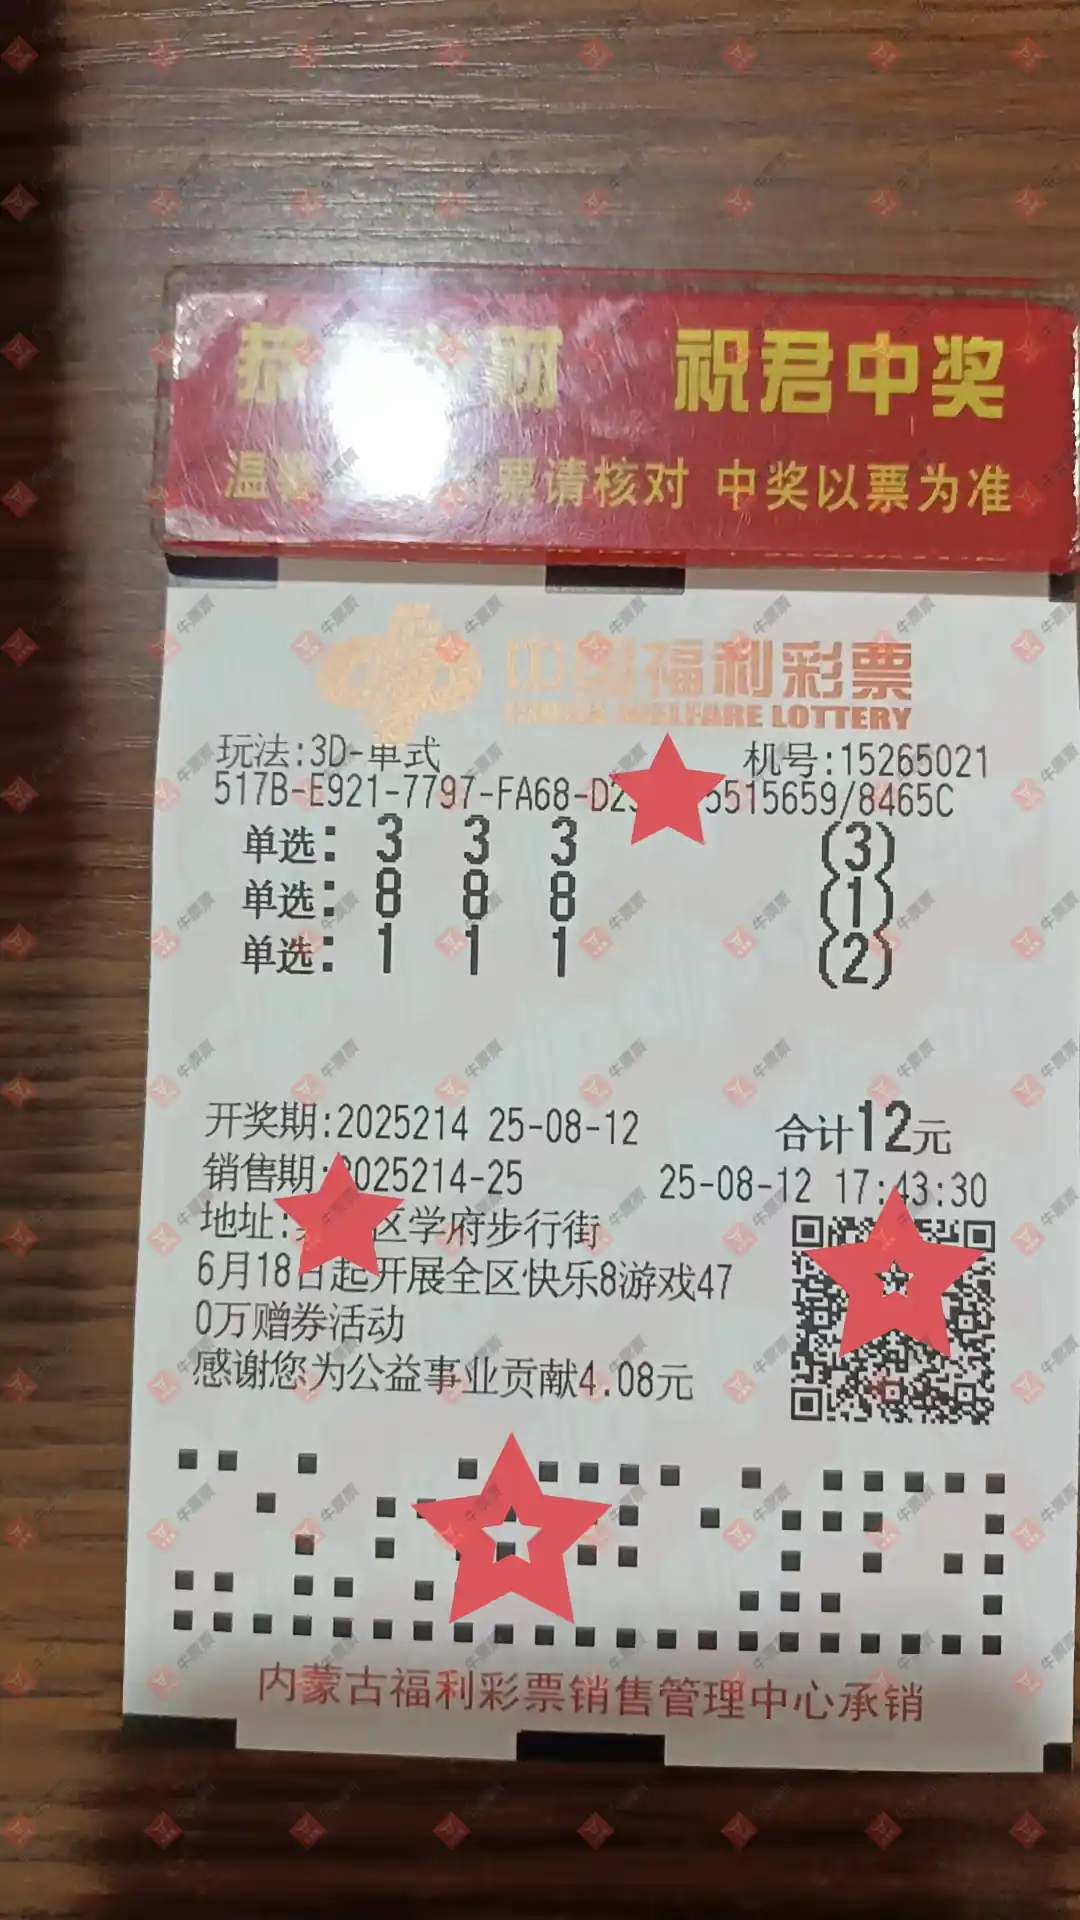 恭 祝君中奖
温 票请核对 中奖以票为准
中国福利彩票
CHINA WELFARE LOTTERY
玩法:3D-单式 机号:15265021
517B-E921-7797-FA68-D2 5515659/8465C
单选: 3 3 3 (3)
单选: 8 8 8 (1)
单选: 1 1 1 (2)
开奖期:2025214 25-08-12 合计12元
销售期:2025214-25 25-08-12 17:43:30
地址: 区学府步行街
6月18日起开展全区快乐8游戏47
0万赠券活动
感谢您为公益事业贡献4.08元
内蒙古福利彩票销售管理中心承销
牛票票